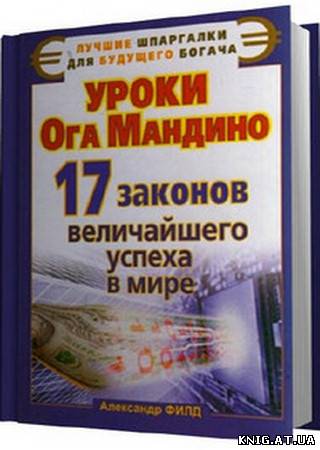 ЛУЧШИЕ ШПАРГАЛКИ
ДЛЯ БУДУЩЕГО БОГАЧА
УРОКИ
Ога Мандино
17 законов
величайшего
успеха
в мире
Александр ФИЛД
KNIG.AT.UA